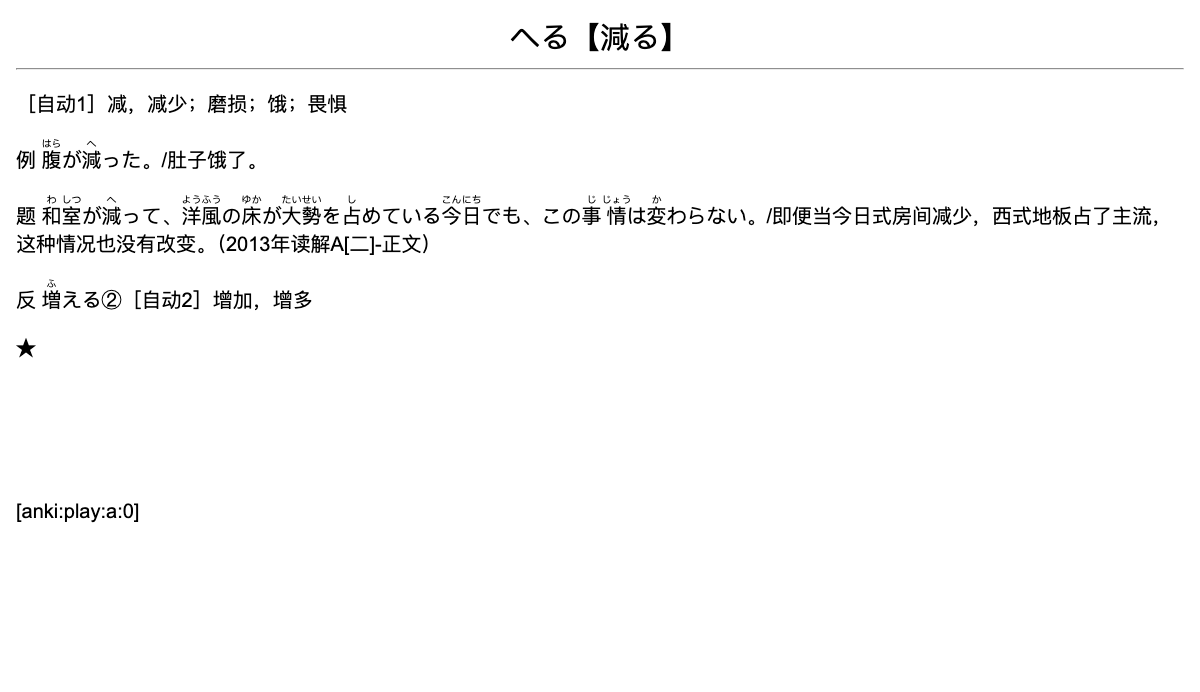 へる【減る】
［自动1］减，减少；磨损；饿；畏惧
はら へ
例 腹が減った。/肚子饿了。
わ しつ へ ようふう ゆか たいせい し こんにち じ じょう か
题 和室が減って、洋風の床が大勢を占めている今日でも、この事情は変わらない。/即便当今日式房间减少，西式地板占了主流，
这种情况也没有改变。（2013年读解A[二]-正文）
ふ
反 増える②［自动2］增加，增多
★
[anki:play:a:0]